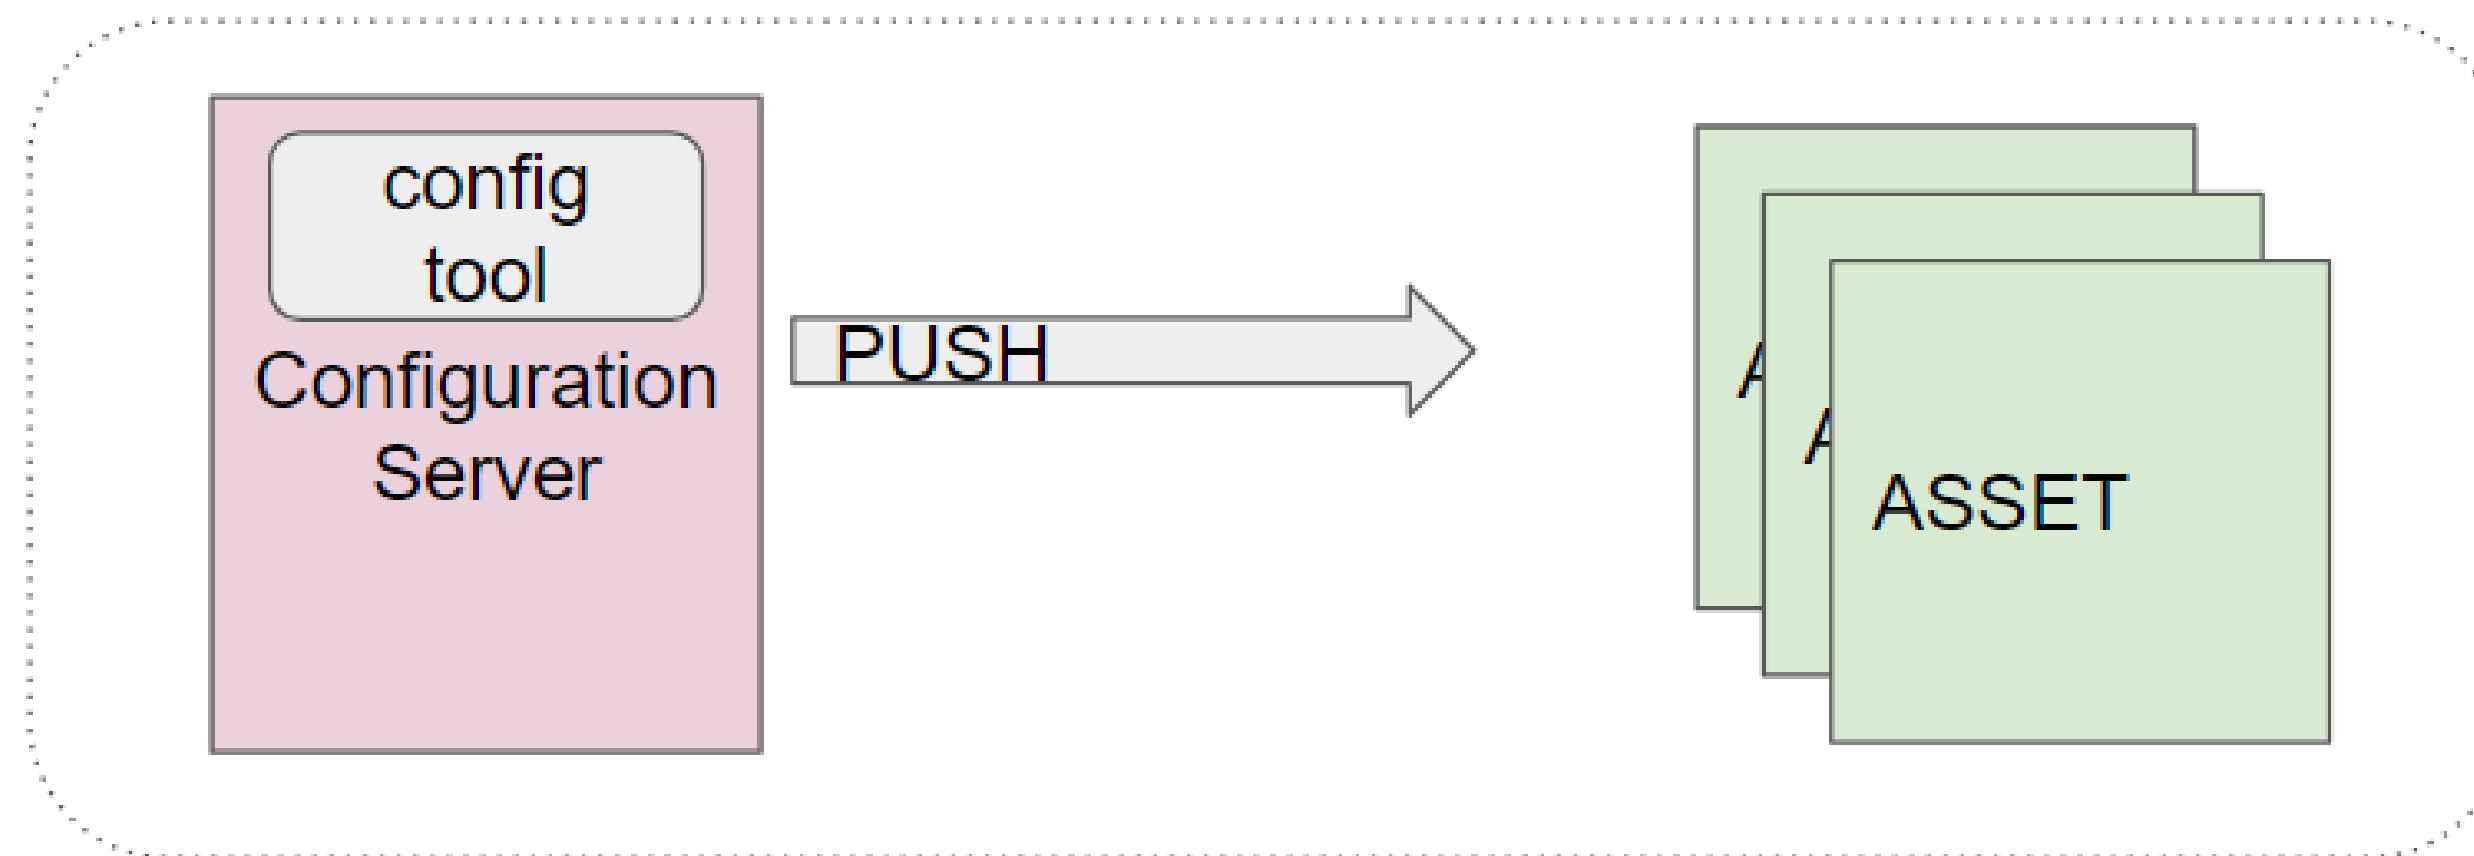 config
tool
Configuration
Server
PUSH
A
A
ASSET